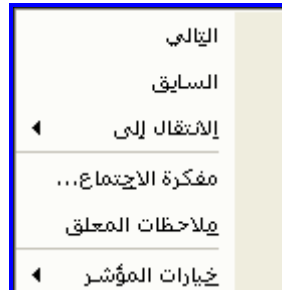 التالي
السابق
الانتقال إلى
مفكرة الاجتماع...
ملاحظات المعلق
خيارات المؤشر